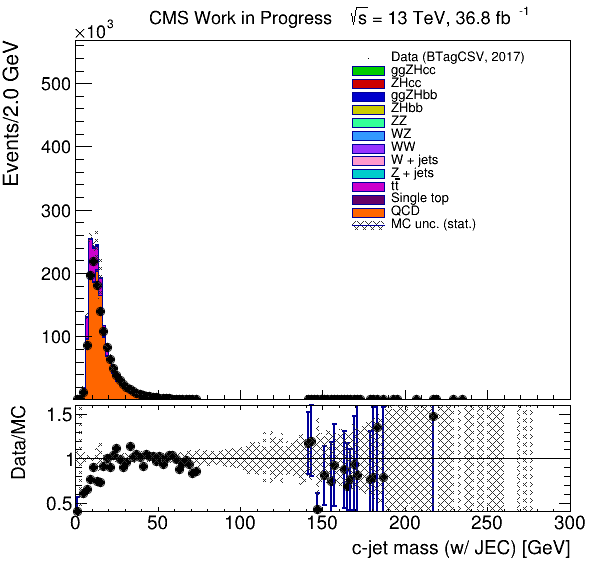 CMS Work in Progress √s = 13 TeV, 36.8 fb⁻¹
×10³
Events/2.0 GeV
500
400
300
200
100
Data (BTagCSV, 2017)
ggZHcc
ZHcc
ggZHbb
ZHbb
ZZ
WZ
WW
W + jets
Z + jets
tt̅
Single top
QCD
MC unc. (stat.)
Data/MC
1.5
1
0.5
0 50 100 150 200 250 300
c-jet mass (w/ JEC) [GeV]